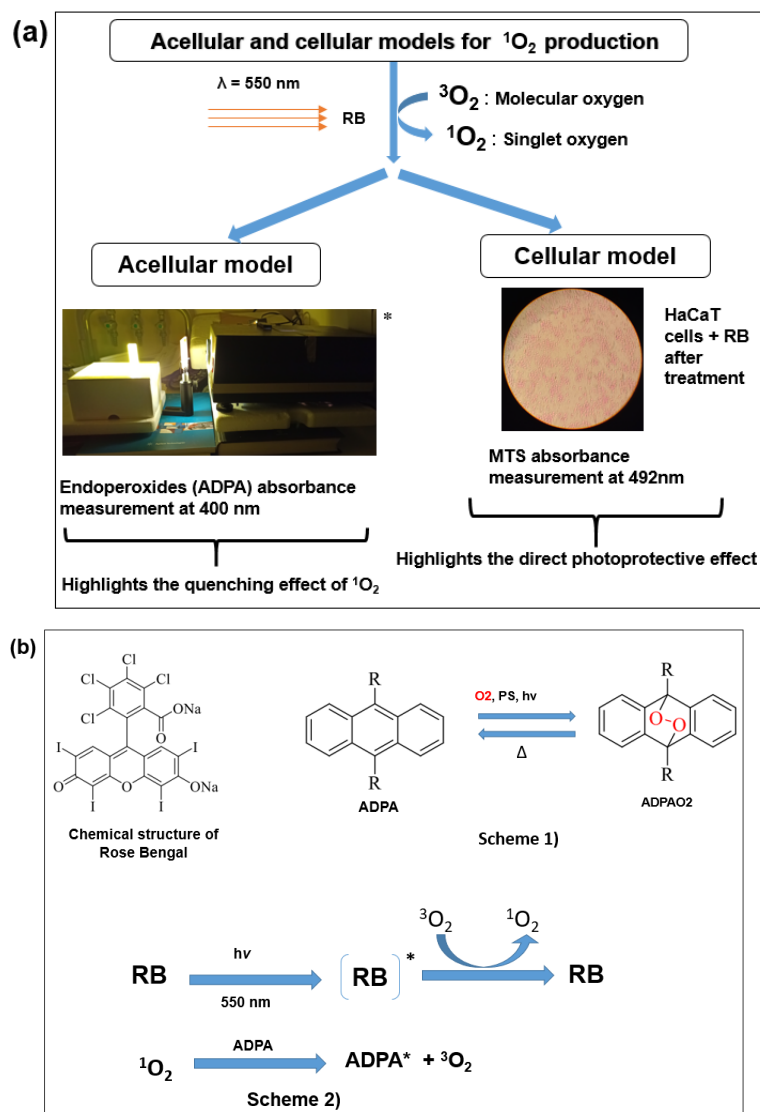 (a)
Acellular and cellular models for ¹O₂ production
λ = 550 nm
RB
³O₂ : Molecular oxygen
¹O₂ : Singlet oxygen
Acellular model
Cellular model
*
HaCaT
cells + RB
after
treatment
Endoperoxides (ADPA) absorbance
measurement at 400 nm
MTS absorbance
measurement at 492nm
Highlights the quenching effect of ¹O₂
Highlights the direct photoprotective effect
(b)
Cl
Cl
Cl
Cl
ONa
O
I
I
O
O
ONa
I
I
Chemical structure of
Rose Bengal
R
R
ADPA
O2, PS, hv
Δ
R
O-O
R
ADPAO2
Scheme 1)
³O₂
¹O₂
RB
hv
550 nm
[RB]*
RB
¹O₂
ADPA
ADPA* + ³O₂
Scheme 2)